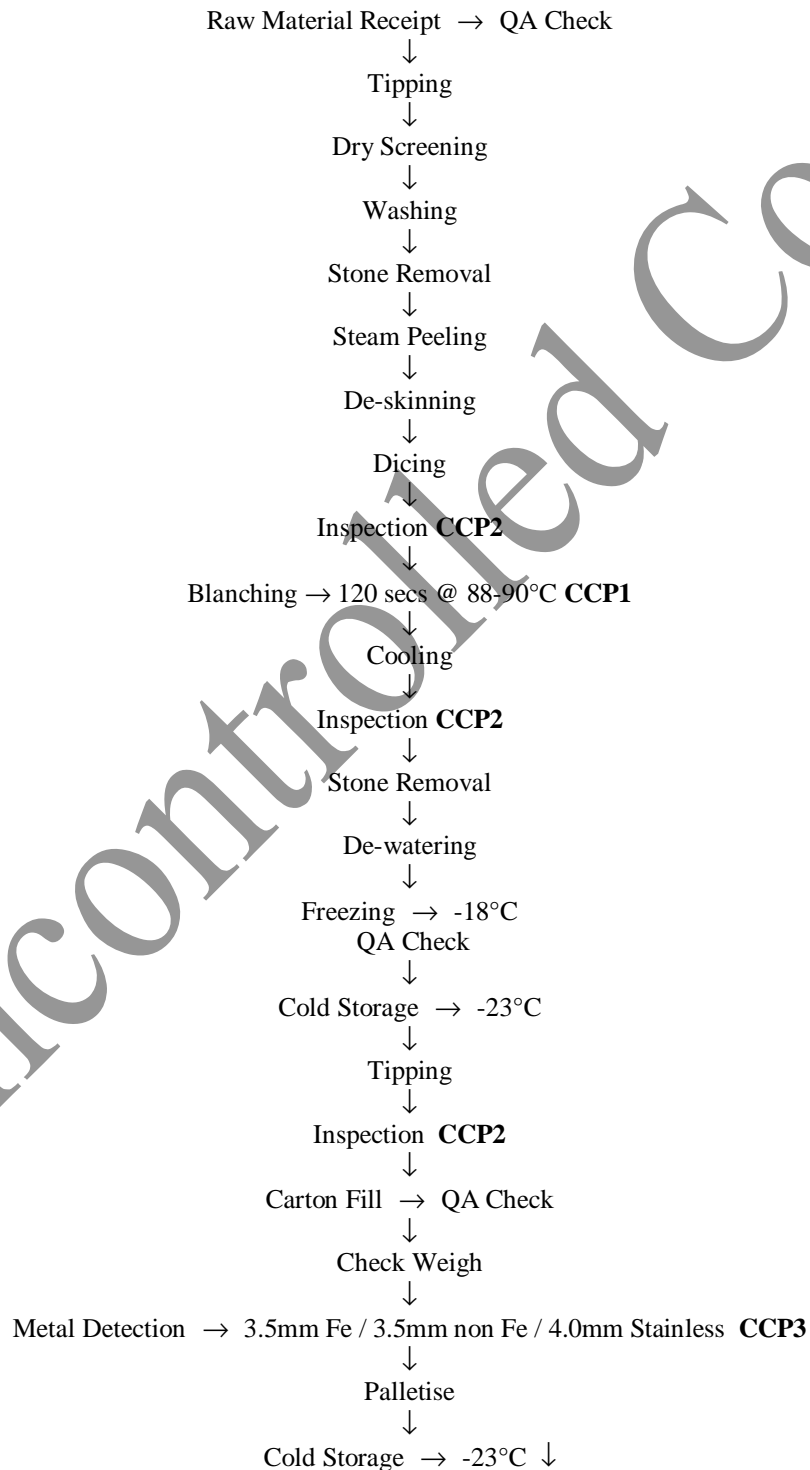 Raw Material Receipt → QA Check
↓
Tipping
↓
Dry Screening
↓
Washing
↓
Stone Removal
↓
Steam Peeling
↓
De-skinning
↓
Dicing
↓
Inspection CCP2
↓
Blanching → 120 secs @ 88-90°C CCP1
↓
Cooling
↓
Inspection CCP2
↓
Stone Removal
↓
De-watering
↓
Freezing → -18°C
QA Check
↓
Cold Storage → -23°C
↓
Tipping
↓
Inspection CCP2
↓
Carton Fill → QA Check
↓
Check Weigh
↓
Metal Detection → 3.5mm Fe / 3.5mm non Fe / 4.0mm Stainless CCP3
↓
Palletise
↓
Cold Storage → -23°C ↓